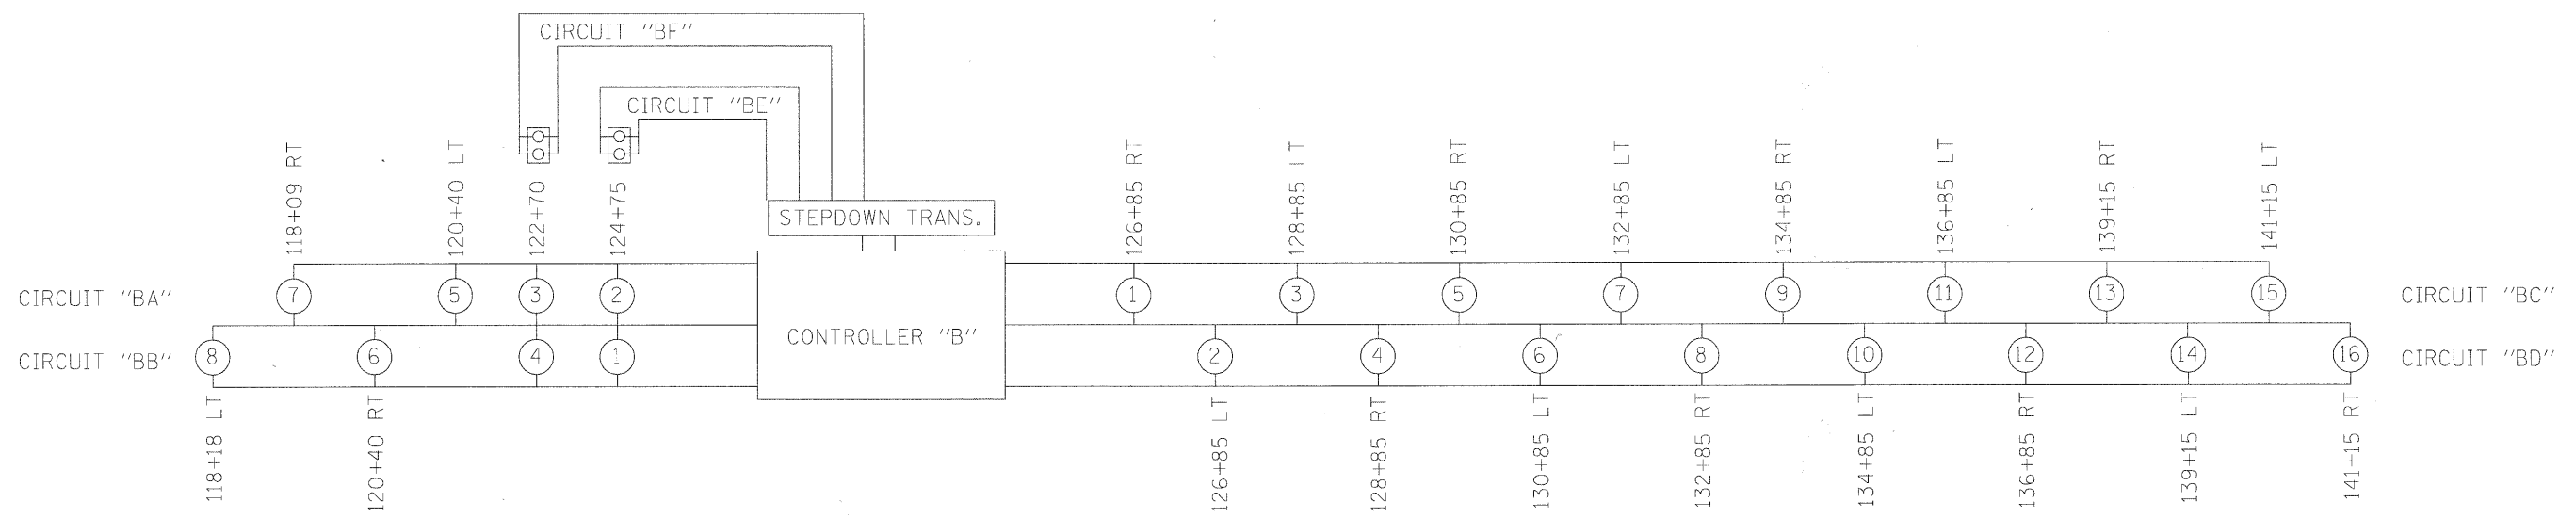 CIRCUIT "BF"
CIRCUIT "BE"
118+09 RT
120+40 LT
122+70
124+75
STEPDOWN TRANS.
126+85 RT
128+85 LT
130+85 RT
132+85 LT
134+85 RT
136+85 LT
139+15 RT
141+15 LT
CIRCUIT "BA"
7
5
3
2
1
3
5
7
9
11
13
15
CIRCUIT "BC"
CONTROLLER "B"
CIRCUIT "BB"
8
6
4
1
2
4
6
8
10
12
14
16
CIRCUIT "BD"
118+18 LT
120+40 RT
126+85 LT
128+85 RT
130+85 LT
132+85 RT
134+85 LT
136+85 RT
139+15 LT
141+15 RT